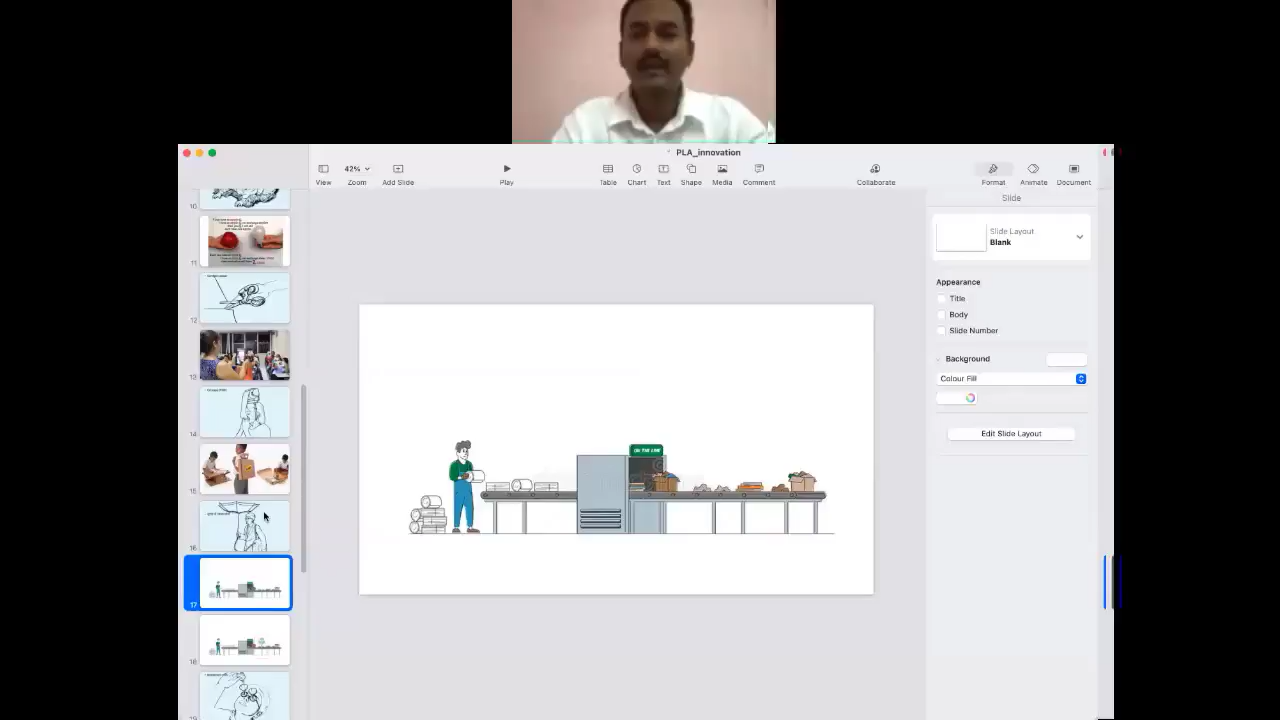 PLA_innovation
42%
View
Zoom
Add Slide
Play
Table
Chart
Text
Shape
Media
Comment
Collaborate
Format
Animate
Document
Slide
Slide Layout
Blank
Appearance
Title
Body
Slide Number
Background
Colour Fill
Edit Slide Layout
10
11
12
13
14
15
16
17
18
19
ON THE LINE